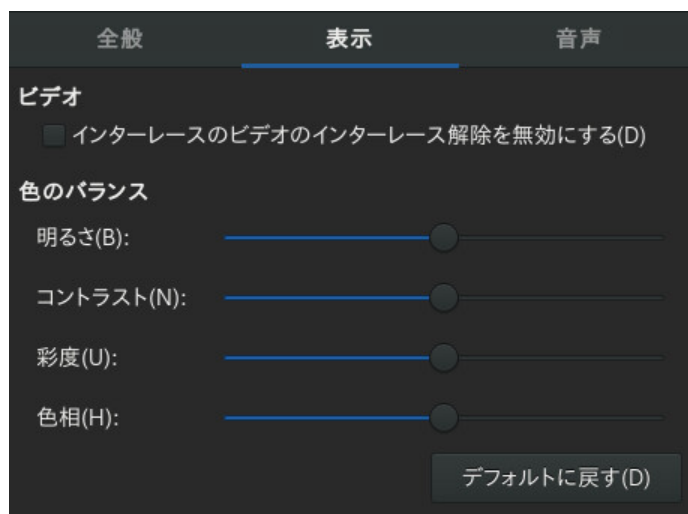 全般 表示 音声
ビデオ
インターレースのビデオのインターレース解除を無効にする(D)
色のバランス
明るさ(B):
コントラスト(N):
彩度(U):
色相(H):
デフォルトに戻す(D)